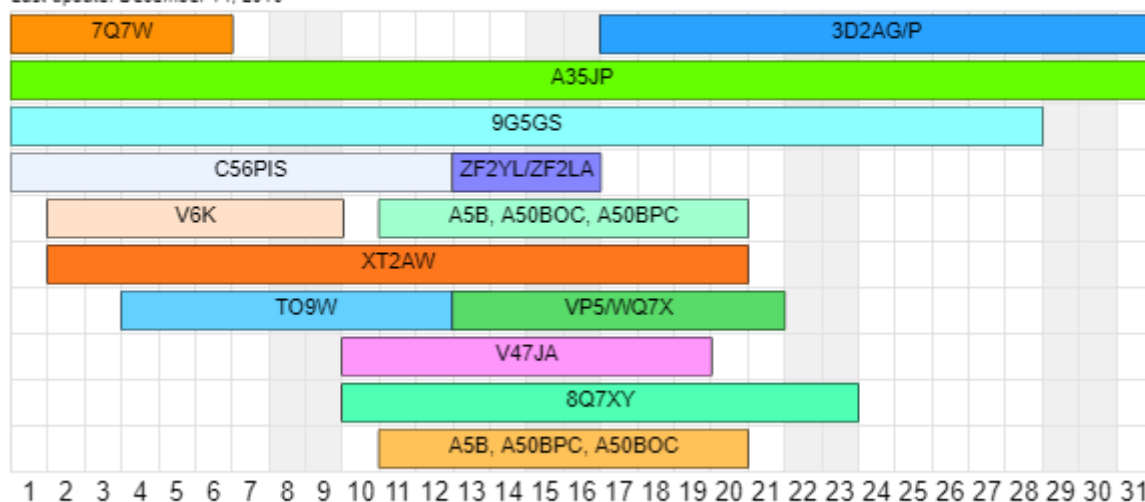 7Q7W 3D2AG/P
A35JP
9G5GS
C56PIS ZF2YL/ZF2LA
V6K A5B, A50BOC, A50BPC
XT2AW
TO9W VP5/WQ7X
V47JA
8Q7XY
A5B, A50BPC, A50BOC
1 2 3 4 5 6 7 8 9 10 11 12 13 14 15 16 17 18 19 20 21 22 23 24 25 26 27 28 29 30